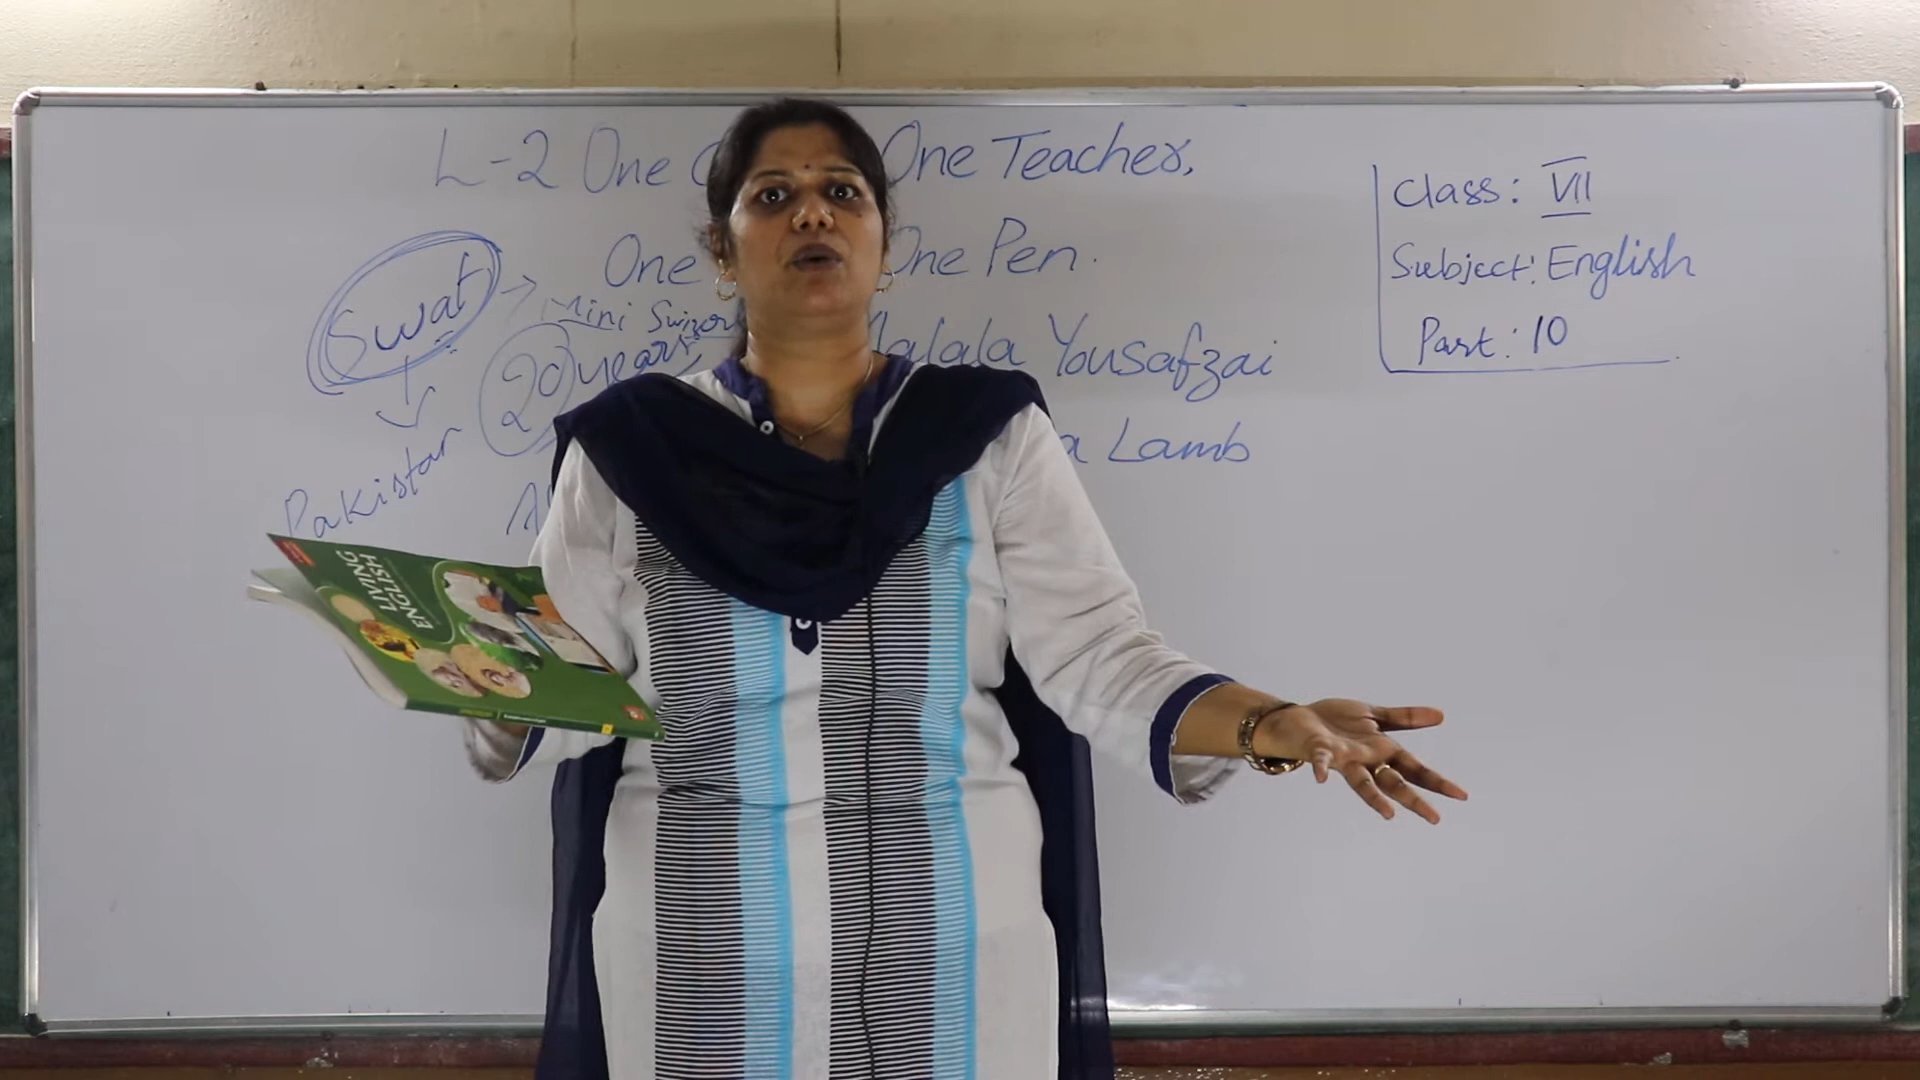 L-2 One One Teacher,
One One Pen.
Swat → Mini
20 years
Malala Yousafzai
Lamb
Pakistan
Class: VII
Subject: English
Part: 10
LIVING
ENGLISH